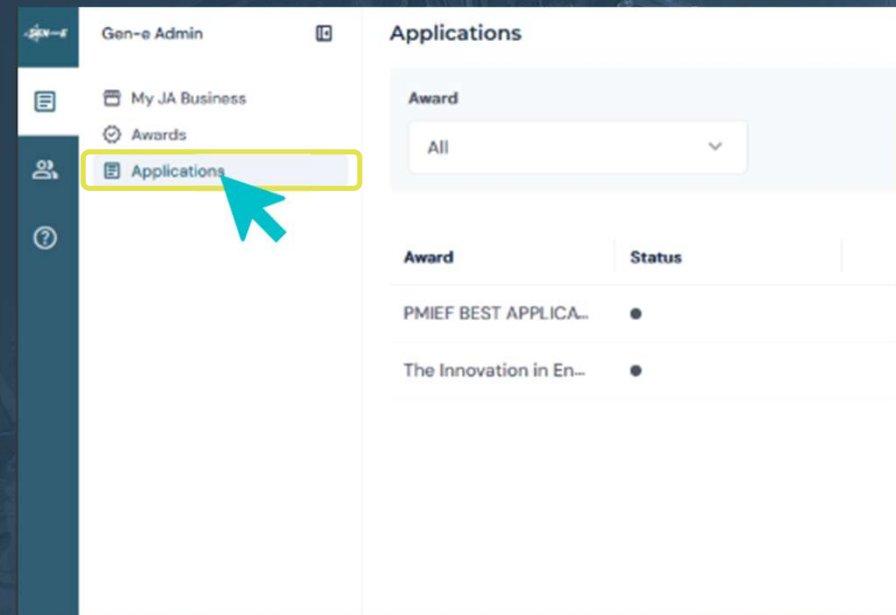 GEN-E
Gen-e Admin
My JA Business
Awards
Applications
Applications
Award
All
Award Status
PMIEF BEST APPLICA...
The Innovation in En...